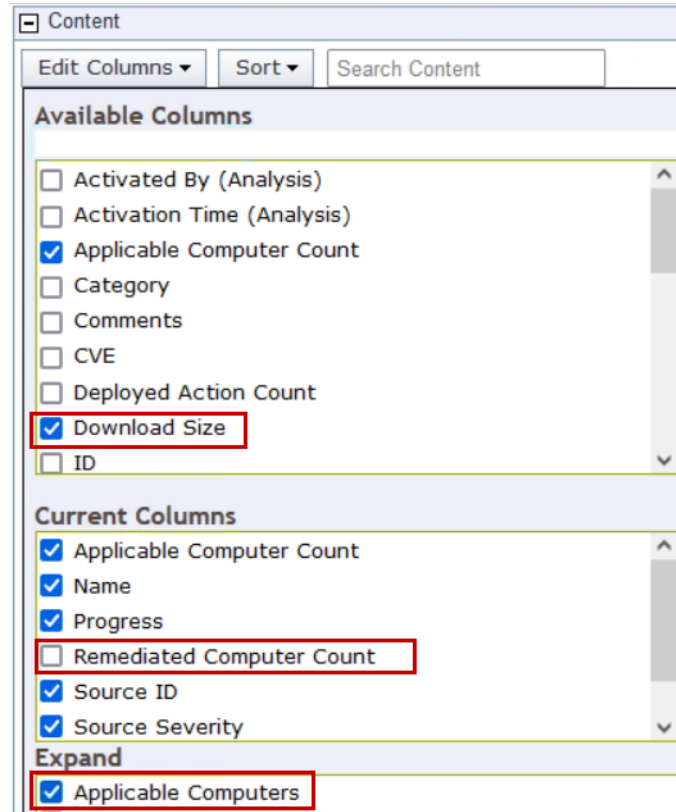 Content
Edit Columns Sort Search Content
Available Columns
Activated By (Analysis)
Activation Time (Analysis)
Applicable Computer Count
Category
Comments
CVE
Deployed Action Count
Download Size
ID
Current Columns
Applicable Computer Count
Name
Progress
Remediated Computer Count
Source ID
Source Severity
Expand
Applicable Computers